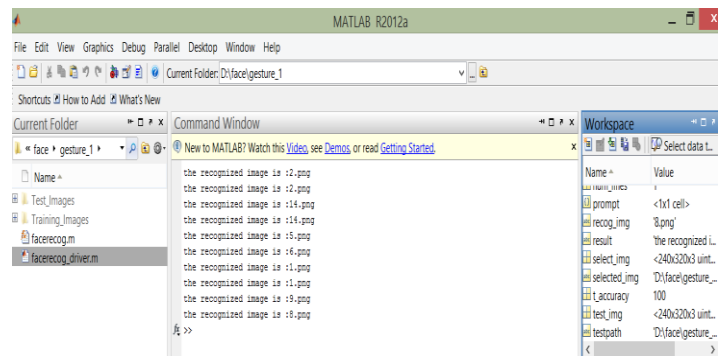 MATLAB R2012a
File Edit View Graphics Debug Parallel Desktop Window Help
Current Folder: D:\face\gesture_1
Shortcuts How to Add What's New
Current Folder
« face gesture_1
Name
Test_Images
Training_Images
facerecog.m
facerecog_driver.m
Command Window
New to MATLAB? Watch this Video, see Demos, or read Getting Started.
the recognized image is :2.png
the recognized image is :2.png
the recognized image is :14.png
the recognized image is :14.png
the recognized image is :5.png
the recognized image is :6.png
the recognized image is :1.png
the recognized image is :1.png
the recognized image is :9.png
the recognized image is :8.png
fx >>
Workspace
Select data t...
Name Value
num_lines 1
prompt <1x1 cell>
recog_img '8.png'
result 'the recognized i...
select_img <240x320x3 uint...
selected_img 'D:\face\gesture_...
t_accuracy 100
test_img <240x320x3 uint...
testpath 'D:\face\gesture_...